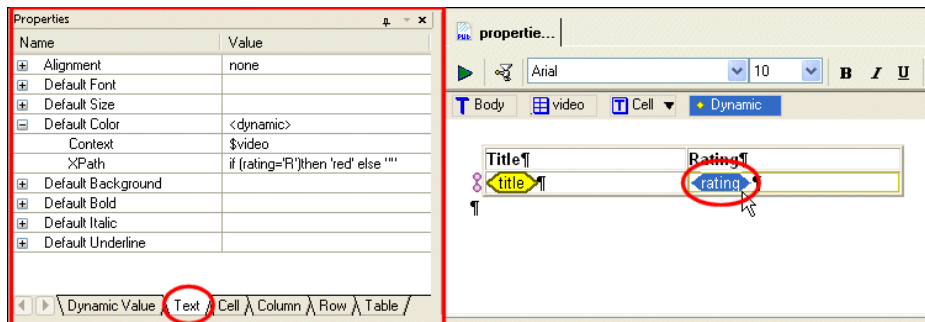 Properties
Name Value
Alignment none
Default Font
Default Size
Default Color <dynamic>
Context $video
XPath if (rating='R')then 'red' else ""
Default Background
Default Bold
Default Italic
Default Underline
Dynamic Value Text Cell Column Row Table
propertie...
Arial 10 B I U
Body video Cell Dynamic
Title¶ Rating¶
title¶ rating¶
¶